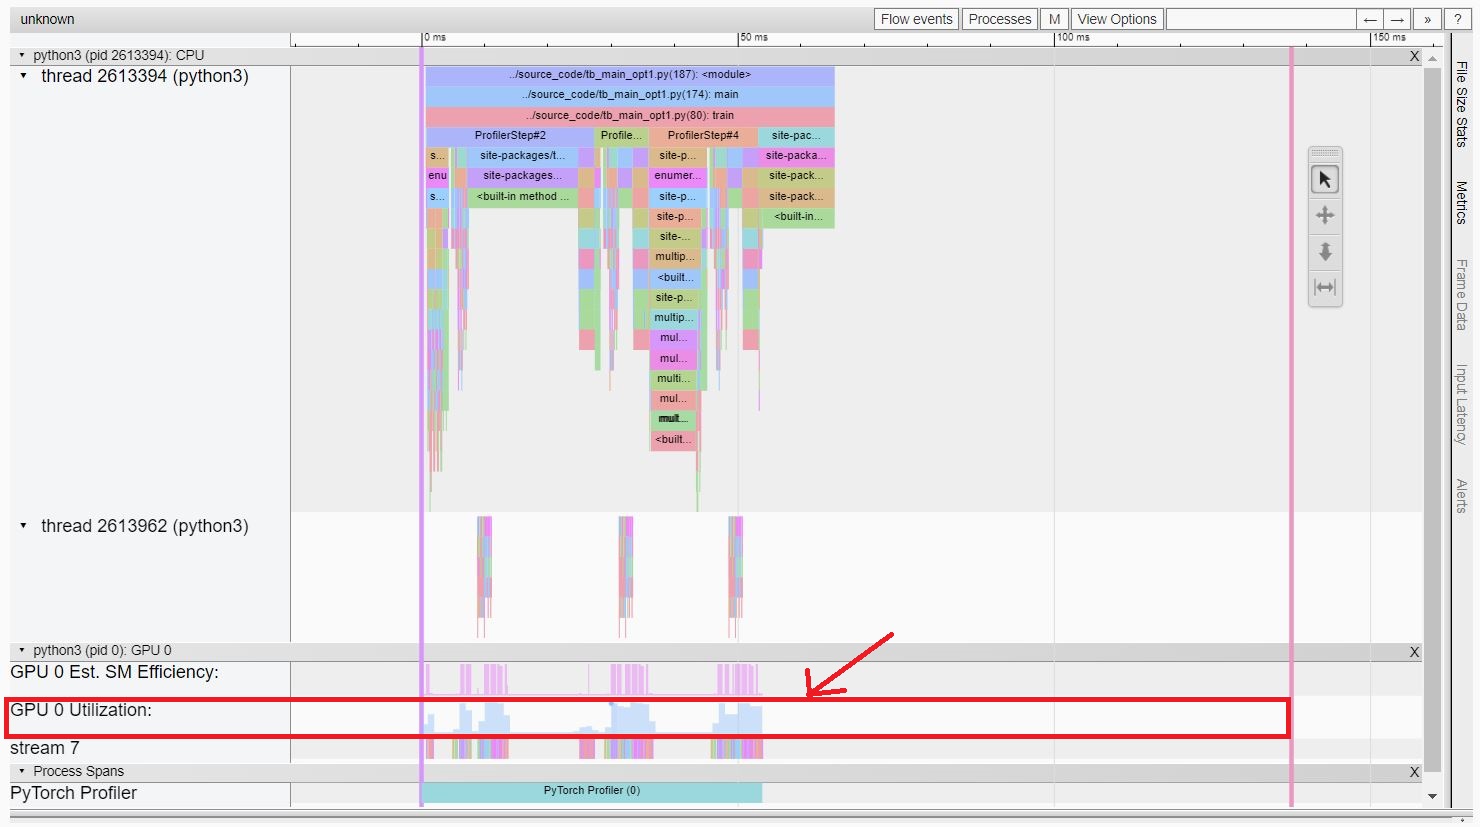 unknown
Flow events Processes M View Options ← → » ?
0 ms 50 ms 100 ms 150 ms
python3 (pid 2613394): CPU X
thread 2613394 (python3)
../source_code/tb_main_opt1.py(187): <module>
../source_code/tb_main_opt1.py(174): main
../source_code/tb_main_opt1.py(80): train
ProfilerStep#2 Profile... ProfilerStep#4 site-pac...
s... site-packages/t... site-p... site-packa...
enu site-packages... enumer... site-pack...
s... <built-in method ... site-p... site-pack...
site-p... <built-in...
site-...
multip...
<built...
site-p...
multip...
mul...
mul...
multi...
mul...
mult...
<built...
thread 2613962 (python3)
python3 (pid 0): GPU 0 X
GPU 0 Est. SM Efficiency:
GPU 0 Utilization:
stream 7
Process Spans X
PyTorch Profiler PyTorch Profiler (0)
File Size Stats
Metrics
Frame Data
Input Latency
Alerts